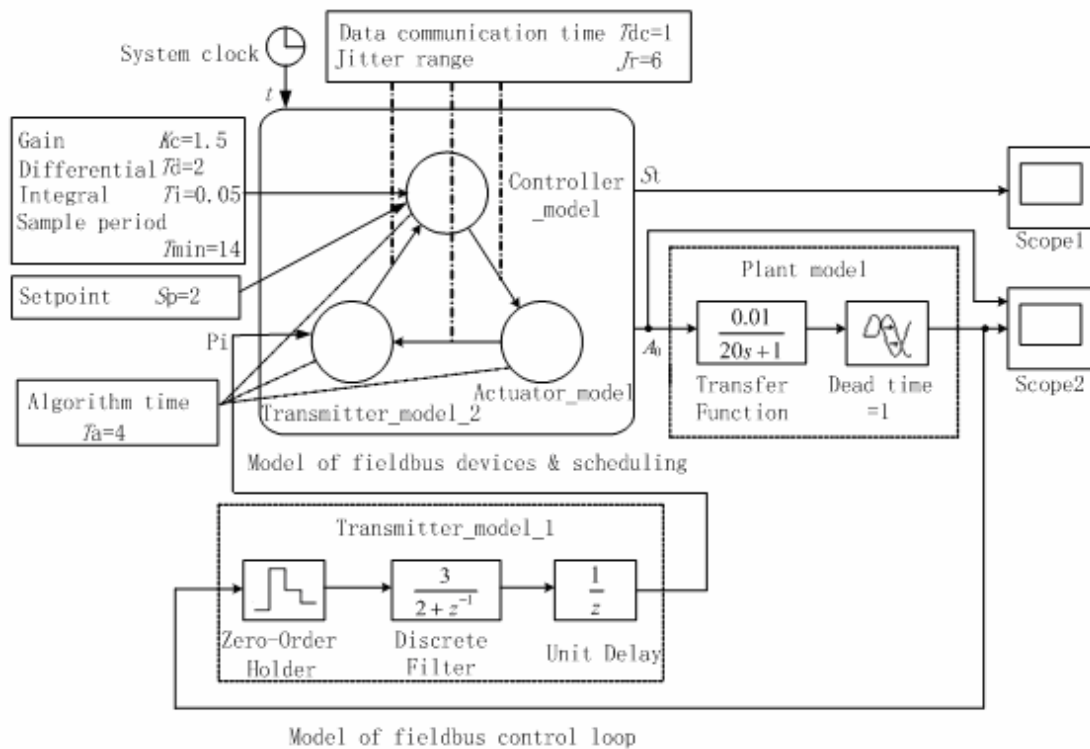 System clock
t
Data communication time Tdc=1
Jitter range Jr=6
Gain Kc=1.5
Differential Td=2
Integral Ti=0.05
Sample period
Tmin=14
Setpoint Sp=2
Controller
_model
St
Scope1
Plant model
0.01
20s+1
Transfer
Function
Dead time
=1
A0
Scope2
Pi
Actuator_model
Transmitter_model_2
Algorithm time
Ta=4
Model of fieldbus devices & scheduling
Transmitter_model_1
3
2+z-1
1
z
Zero-Order
Holder
Discrete
Filter
Unit Delay
Model of fieldbus control loop